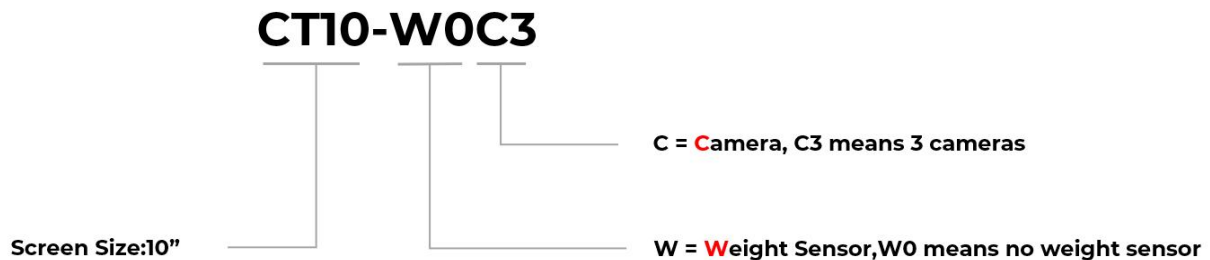 CT10-W0C3
C = Camera, C3 means 3 cameras
Screen Size:10”
W = Weight Sensor,W0 means no weight sensor